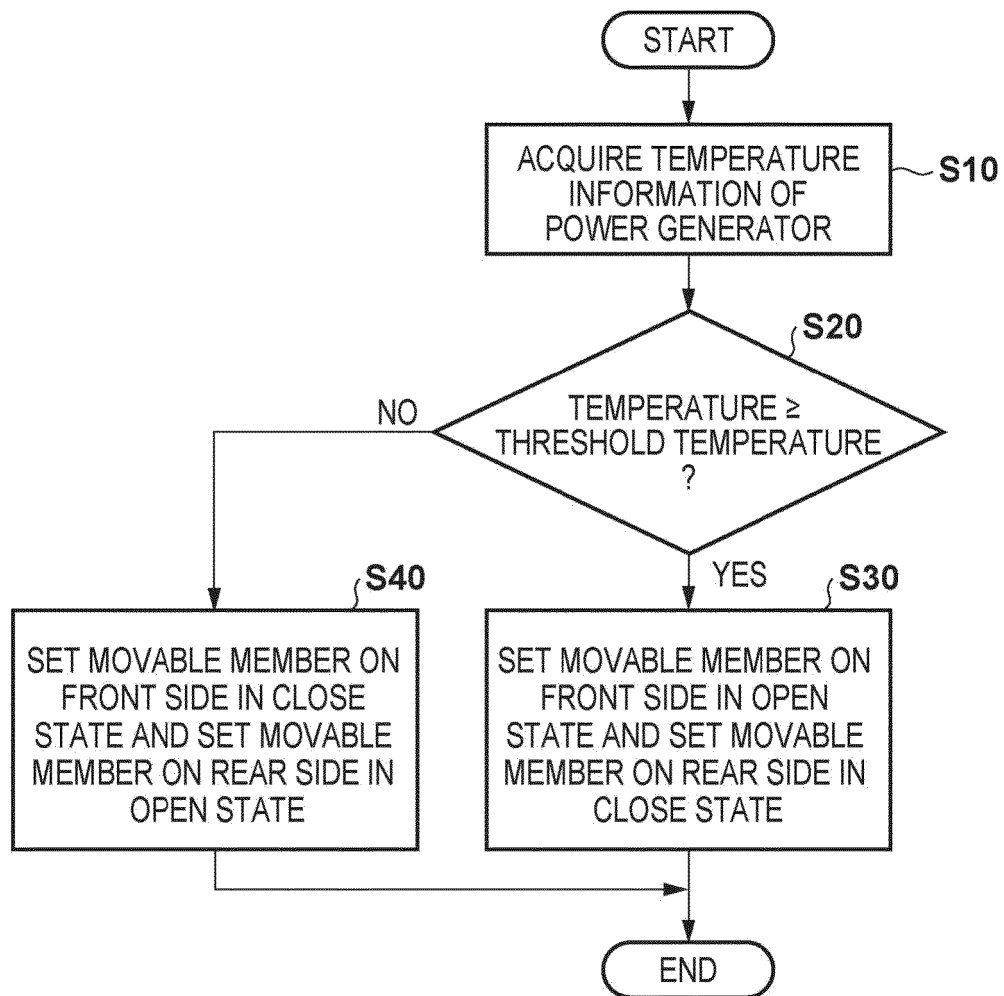 START
ACQUIRE TEMPERATURE
INFORMATION OF
POWER GENERATOR
S10
S20
TEMPERATURE ≥
THRESHOLD TEMPERATURE
?
NO
YES
S40
SET MOVABLE MEMBER ON
FRONT SIDE IN CLOSE
STATE AND SET MOVABLE
MEMBER ON REAR SIDE IN
OPEN STATE
S30
SET MOVABLE MEMBER ON
FRONT SIDE IN OPEN
STATE AND SET MOVABLE
MEMBER ON REAR SIDE IN
CLOSE STATE
END